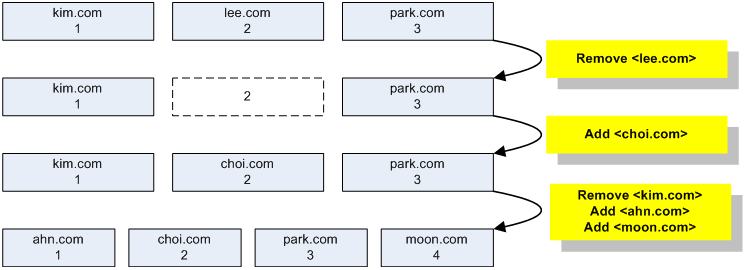 kim.com
1
lee.com
2
park.com
3
Remove <lee.com>
kim.com
1
2
park.com
3
Add <choi.com>
kim.com
1
choi.com
2
park.com
3
Remove <kim.com>
Add <ahn.com>
Add <moon.com>
ahn.com
1
choi.com
2
park.com
3
moon.com
4